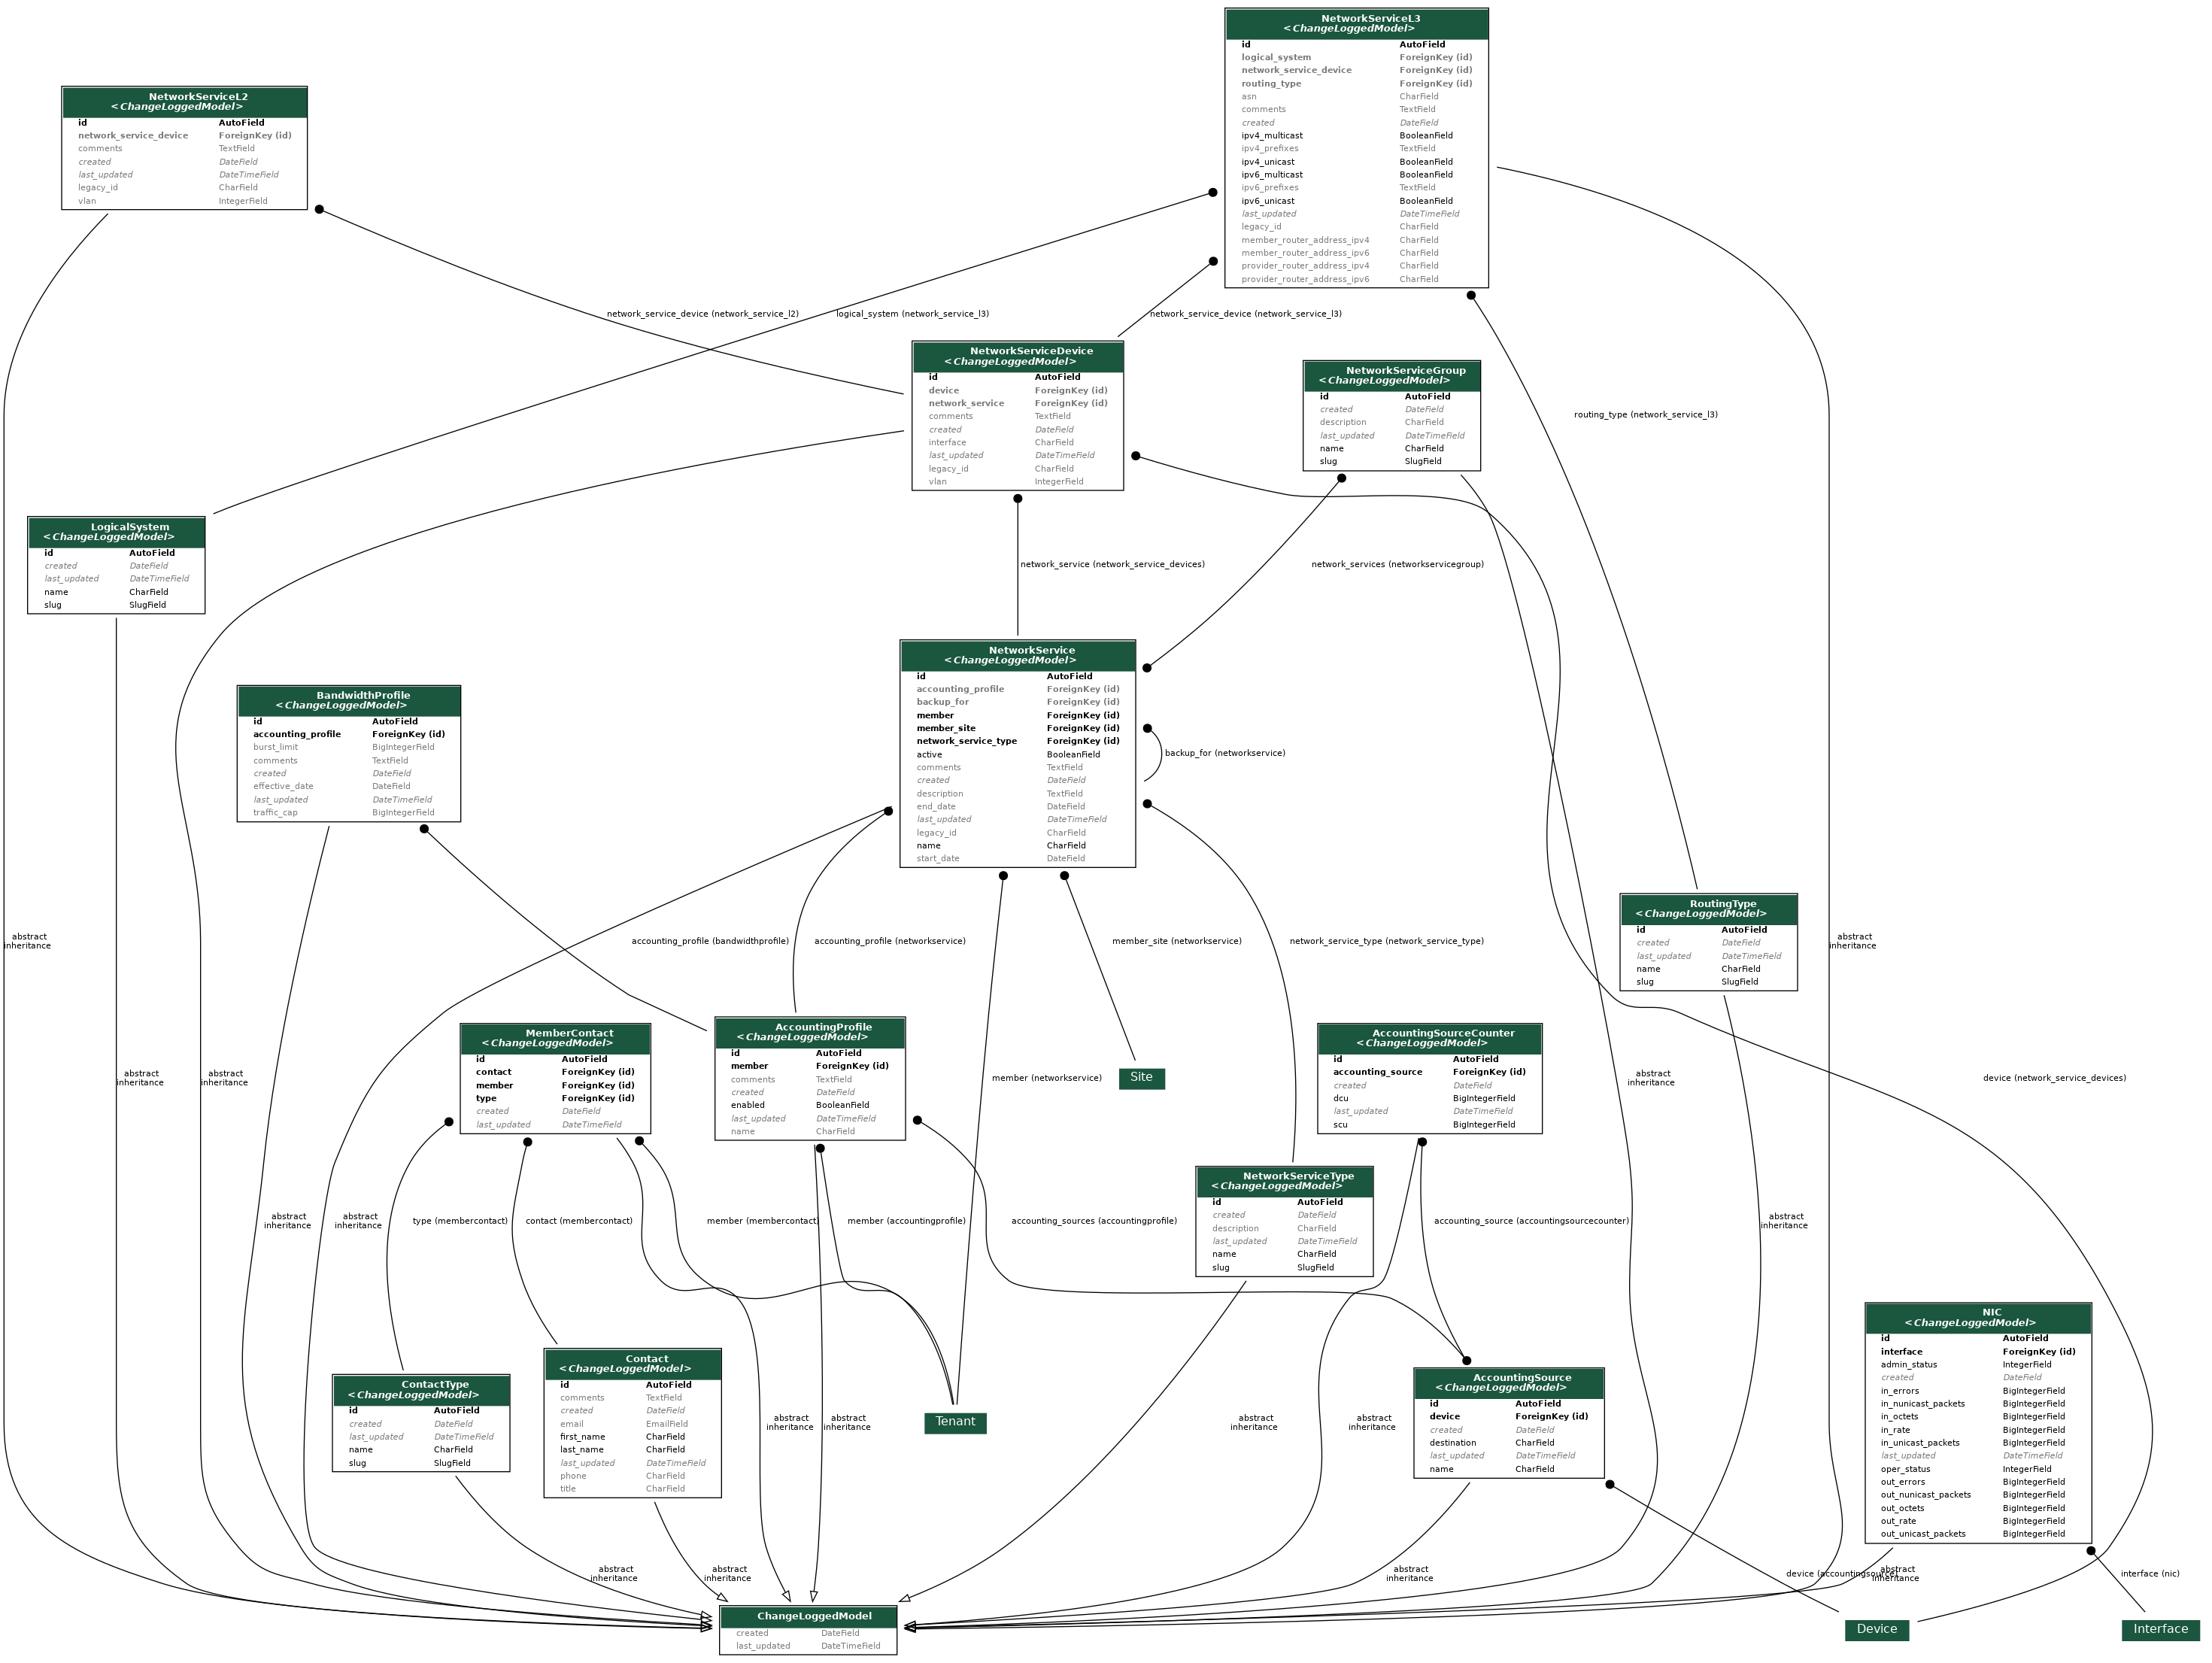 NetworkServiceL3
<ChangeLoggedModel>
id AutoField
logical_system ForeignKey (id)
network_service_device ForeignKey (id)
routing_type ForeignKey (id)
asn CharField
comments TextField
created DateField
ipv4_multicast BooleanField
ipv4_prefixes TextField
ipv4_unicast BooleanField
ipv6_multicast BooleanField
ipv6_prefixes TextField
ipv6_unicast BooleanField
last_updated DateTimeField
legacy_id CharField
member_router_address_ipv4 CharField
member_router_address_ipv6 CharField
provider_router_address_ipv4 CharField
provider_router_address_ipv6 CharField
NetworkServiceL2
<ChangeLoggedModel>
id AutoField
network_service_device ForeignKey (id)
comments TextField
created DateField
last_updated DateTimeField
legacy_id CharField
vlan IntegerField
network_service_device (network_service_l2)
logical_system (network_service_l3)
network_service_device (network_service_l3)
NetworkServiceDevice
<ChangeLoggedModel>
id AutoField
device ForeignKey (id)
network_service ForeignKey (id)
comments TextField
created DateField
interface CharField
last_updated DateTimeField
legacy_id CharField
vlan IntegerField
NetworkServiceGroup
<ChangeLoggedModel>
id AutoField
created DateField
description CharField
last_updated DateTimeField
name CharField
slug SlugField
routing_type (network_service_l3)
LogicalSystem
<ChangeLoggedModel>
id AutoField
created DateField
last_updated DateTimeField
name CharField
slug SlugField
network_service (network_service_devices)
network_services (networkservicegroup)
NetworkService
<ChangeLoggedModel>
id AutoField
accounting_profile ForeignKey (id)
backup_for ForeignKey (id)
member ForeignKey (id)
member_site ForeignKey (id)
network_service_type ForeignKey (id)
active BooleanField
comments TextField
created DateField
description TextField
end_date DateField
last_updated DateTimeField
legacy_id CharField
name CharField
start_date DateField
backup_for (networkservice)
BandwidthProfile
<ChangeLoggedModel>
id AutoField
accounting_profile ForeignKey (id)
burst_limit BigIntegerField
comments TextField
created DateField
effective_date DateField
last_updated DateTimeField
traffic_cap BigIntegerField
RoutingType
<ChangeLoggedModel>
id AutoField
created DateField
last_updated DateTimeField
name CharField
slug SlugField
abstract
inheritance
accounting_profile (bandwidthprofile)
accounting_profile (networkservice)
member_site (networkservice)
network_service_type (network_service_type)
abstract
inheritance
MemberContact
<ChangeLoggedModel>
id AutoField
contact ForeignKey (id)
member ForeignKey (id)
type ForeignKey (id)
created DateField
last_updated DateTimeField
AccountingProfile
<ChangeLoggedModel>
id AutoField
member ForeignKey (id)
comments TextField
created DateField
enabled BooleanField
last_updated DateTimeField
name CharField
AccountingSourceCounter
<ChangeLoggedModel>
id AutoField
accounting_source ForeignKey (id)
created DateField
dcu BigIntegerField
last_updated DateTimeField
scu BigIntegerField
abstract
inheritance
abstract
inheritance
member (networkservice)
Site
abstract
inheritance
device (network_service_devices)
NetworkServiceType
<ChangeLoggedModel>
id AutoField
created DateField
description CharField
last_updated DateTimeField
name CharField
slug SlugField
abstract
inheritance
abstract
inheritance
type (membercontact)
contact (membercontact)
member (membercontact)
member (accountingprofile)
accounting_sources (accountingprofile)
accounting_source (accountingsourcecounter)
abstract
inheritance
NIC
<ChangeLoggedModel>
id AutoField
interface ForeignKey (id)
admin_status IntegerField
created DateField
in_errors BigIntegerField
in_nunicast_packets BigIntegerField
in_octets BigIntegerField
in_rate BigIntegerField
in_unicast_packets BigIntegerField
last_updated DateTimeField
oper_status IntegerField
out_errors BigIntegerField
out_nunicast_packets BigIntegerField
out_octets BigIntegerField
out_rate BigIntegerField
out_unicast_packets BigIntegerField
ContactType
<ChangeLoggedModel>
id AutoField
created DateField
last_updated DateTimeField
name CharField
slug SlugField
Contact
<ChangeLoggedModel>
id AutoField
comments TextField
created DateField
email EmailField
first_name CharField
last_name CharField
last_updated DateTimeField
phone CharField
title CharField
abstract
inheritance
abstract
inheritance
Tenant
abstract
inheritance
abstract
inheritance
AccountingSource
<ChangeLoggedModel>
id AutoField
device ForeignKey (id)
created DateField
destination CharField
last_updated DateTimeField
name CharField
abstract
inheritance
abstract
inheritance
abstract
inheritance
device (accountingsource)
abstract
inheritance
interface (nic)
ChangeLoggedModel
created DateField
last_updated DateTimeField
Device
Interface